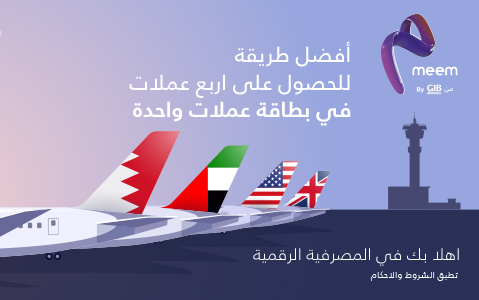 أفضل طريقة
للحصول على اربع عملات
في بطاقة عملات واحدة
meem
By GIB من
اهلا بك في المصرفية الرقمية
تطبق الشروط والاحكام